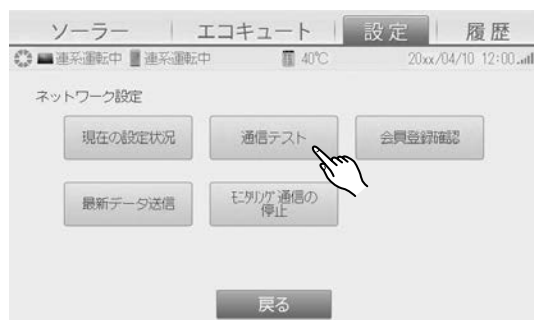 ソーラー エコキュート 設定 履歴
連系運転中 連系運転中 40℃ 20xx/04/10 12:00
ネットワーク設定
現在の設定状況 通信テスト 会員登録確認
最新データ送信 モニタリング通信の
停止
戻る